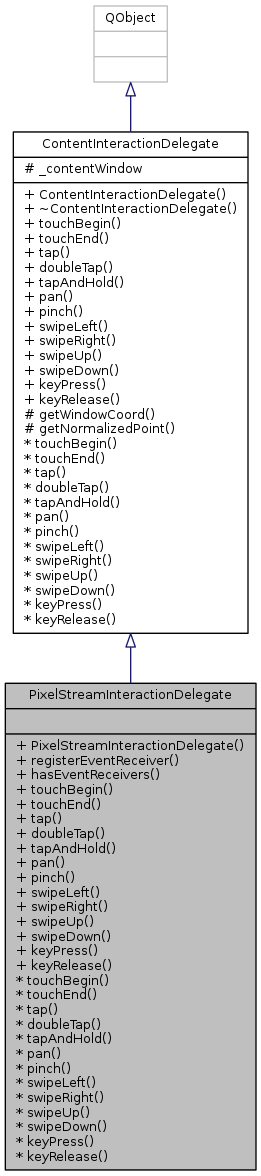 QObject
ContentInteractionDelegate
# _contentWindow
+ ContentInteractionDelegate()
+ ~ContentInteractionDelegate()
+ touchBegin()
+ touchEnd()
+ tap()
+ doubleTap()
+ tapAndHold()
+ pan()
+ pinch()
+ swipeLeft()
+ swipeRight()
+ swipeUp()
+ swipeDown()
+ keyPress()
+ keyRelease()
# getWindowCoord()
# getNormalizedPoint()
* touchBegin()
* touchEnd()
* tap()
* doubleTap()
* tapAndHold()
* pan()
* pinch()
* swipeLeft()
* swipeRight()
* swipeUp()
* swipeDown()
* keyPress()
* keyRelease()
PixelStreamInteractionDelegate
+ PixelStreamInteractionDelegate()
+ registerEventReceiver()
+ hasEventReceivers()
+ touchBegin()
+ touchEnd()
+ tap()
+ doubleTap()
+ tapAndHold()
+ pan()
+ pinch()
+ swipeLeft()
+ swipeRight()
+ swipeUp()
+ swipeDown()
+ keyPress()
+ keyRelease()
* touchBegin()
* touchEnd()
* tap()
* doubleTap()
* tapAndHold()
* pan()
* pinch()
* swipeLeft()
* swipeRight()
* swipeUp()
* swipeDown()
* keyPress()
* keyRelease()